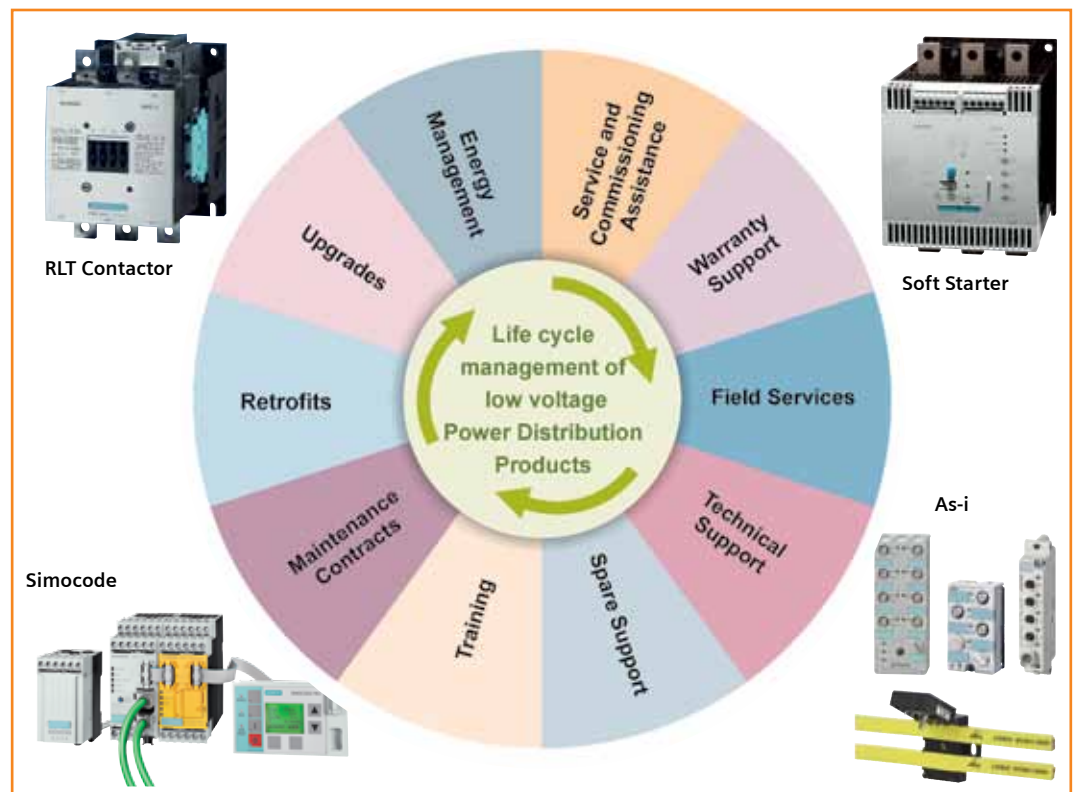 RLT Contactor
Soft Starter
Energy
Management
Service and
Commissioning
Assistance
Upgrades
Warranty
Support
Life cycle
management of
low voltage
Power Distribution
Products
Retrofits
Field Services
Maintenance
Contracts
Technical
Support
Training
Spare Support
Simocode
As-i